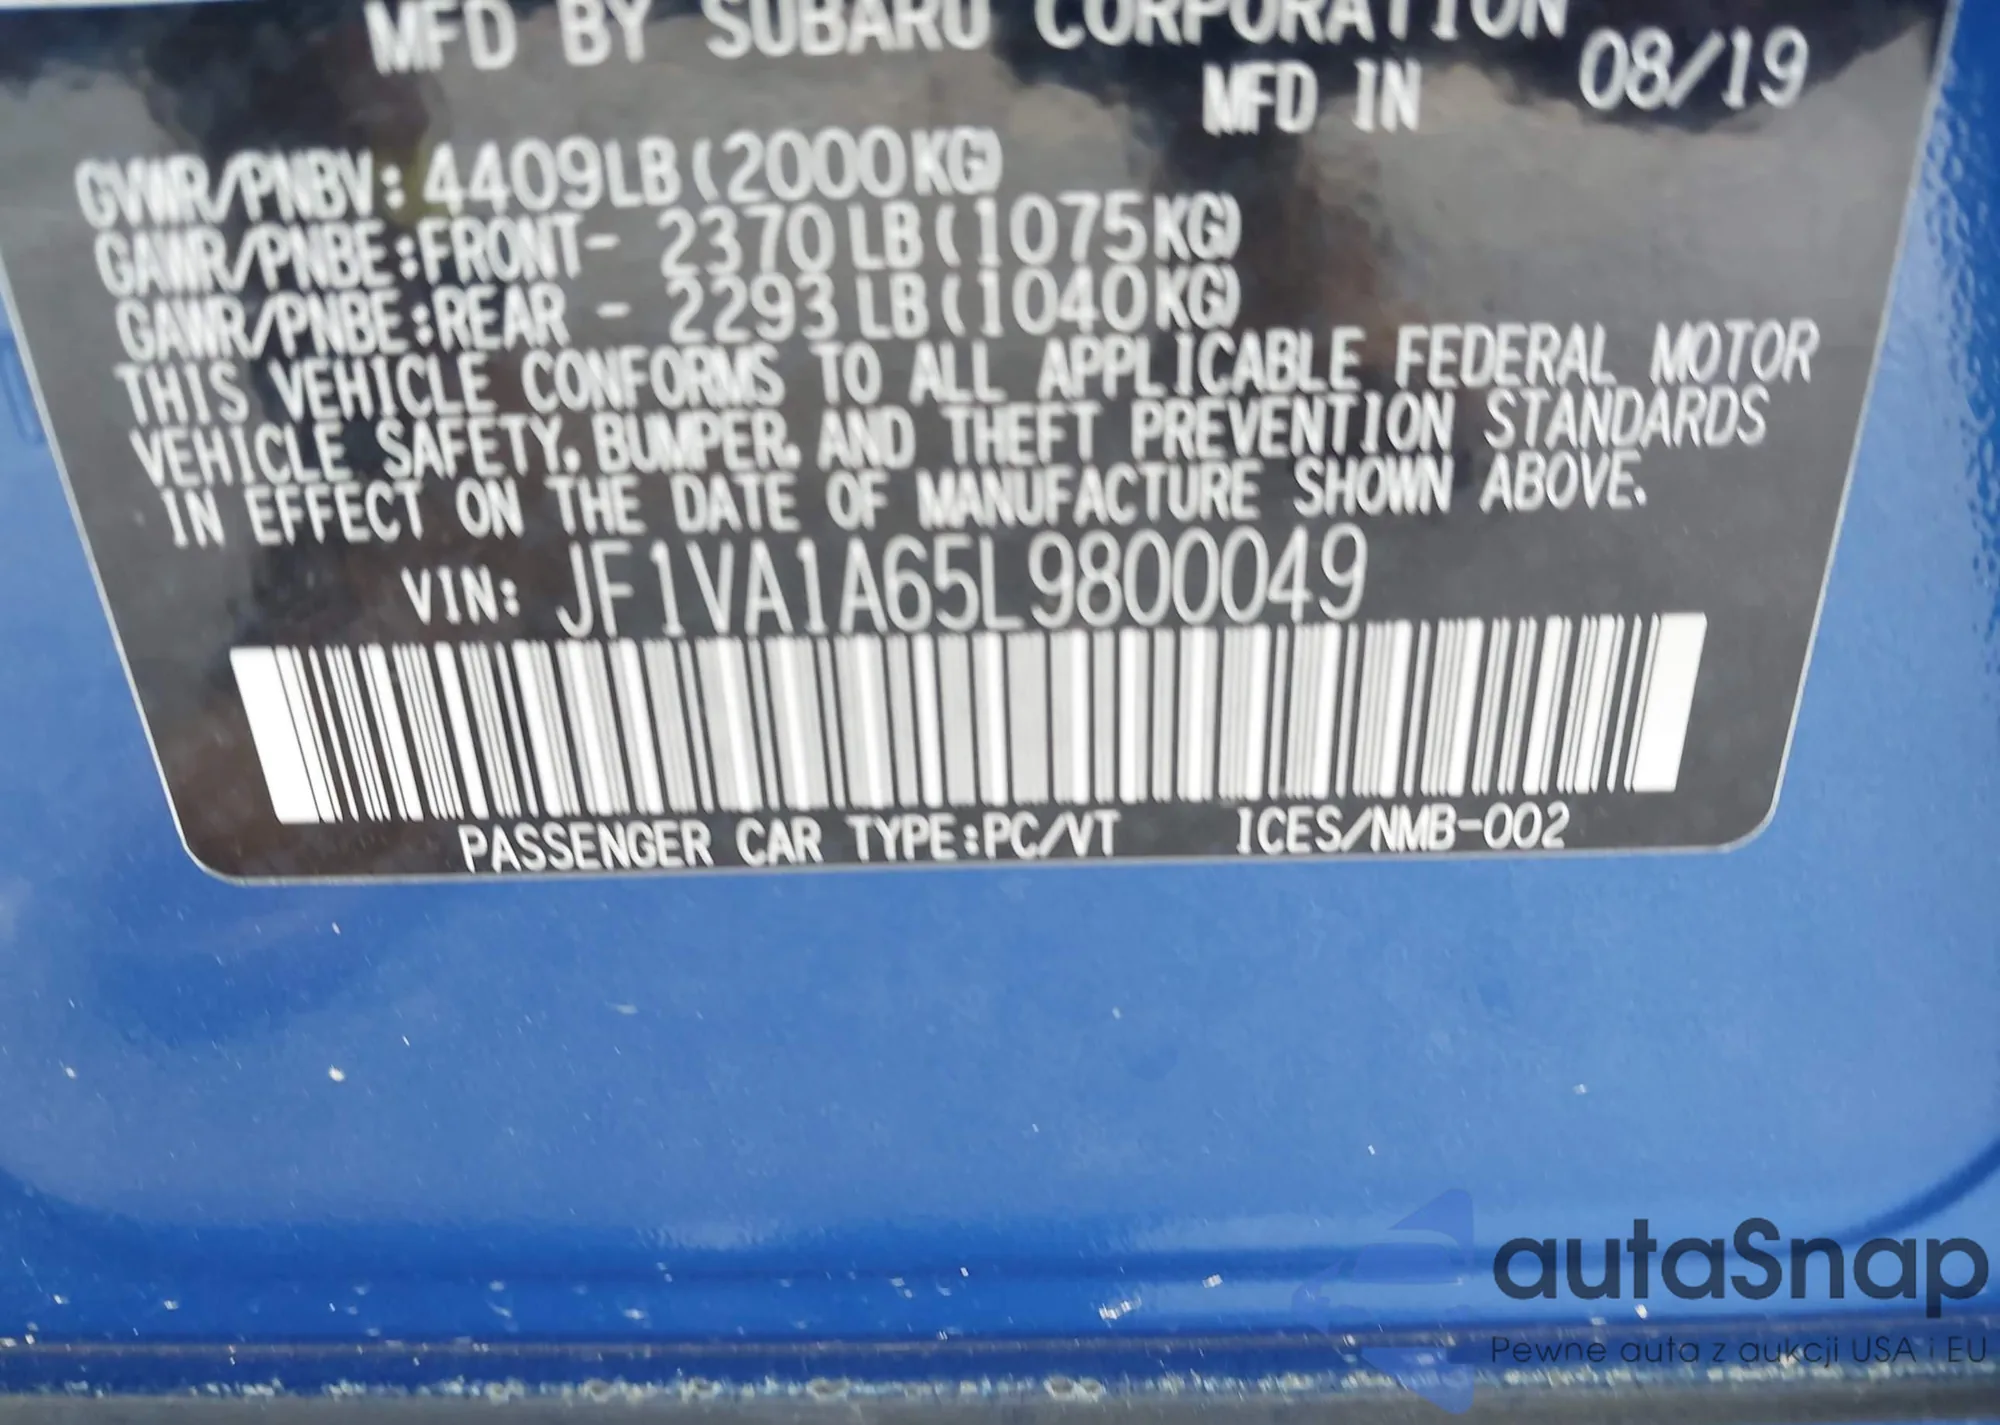 MFD BY SUBARU CORPORATION
MFD IN 08/19
GVWR/PNBV: 4409LB(2000KG)
GAWR/PNBE:FRONT- 2370LB(1075KG)
GAWR/PNBE:REAR - 2293LB(1040KG)
THIS VEHICLE CONFORMS TO ALL APPLICABLE FEDERAL MOTOR
VEHICLE SAFETY, BUMPER, AND THEFT PREVENTION STANDARDS
IN EFFECT ON THE DATE OF MANUFACTURE SHOWN ABOVE.
VIN: JF1VA1A65L9800049
PASSENGER CAR TYPE:PC/VT ICES/NMB-002
autaSnap
Pewne auta z aukcji USA i EU